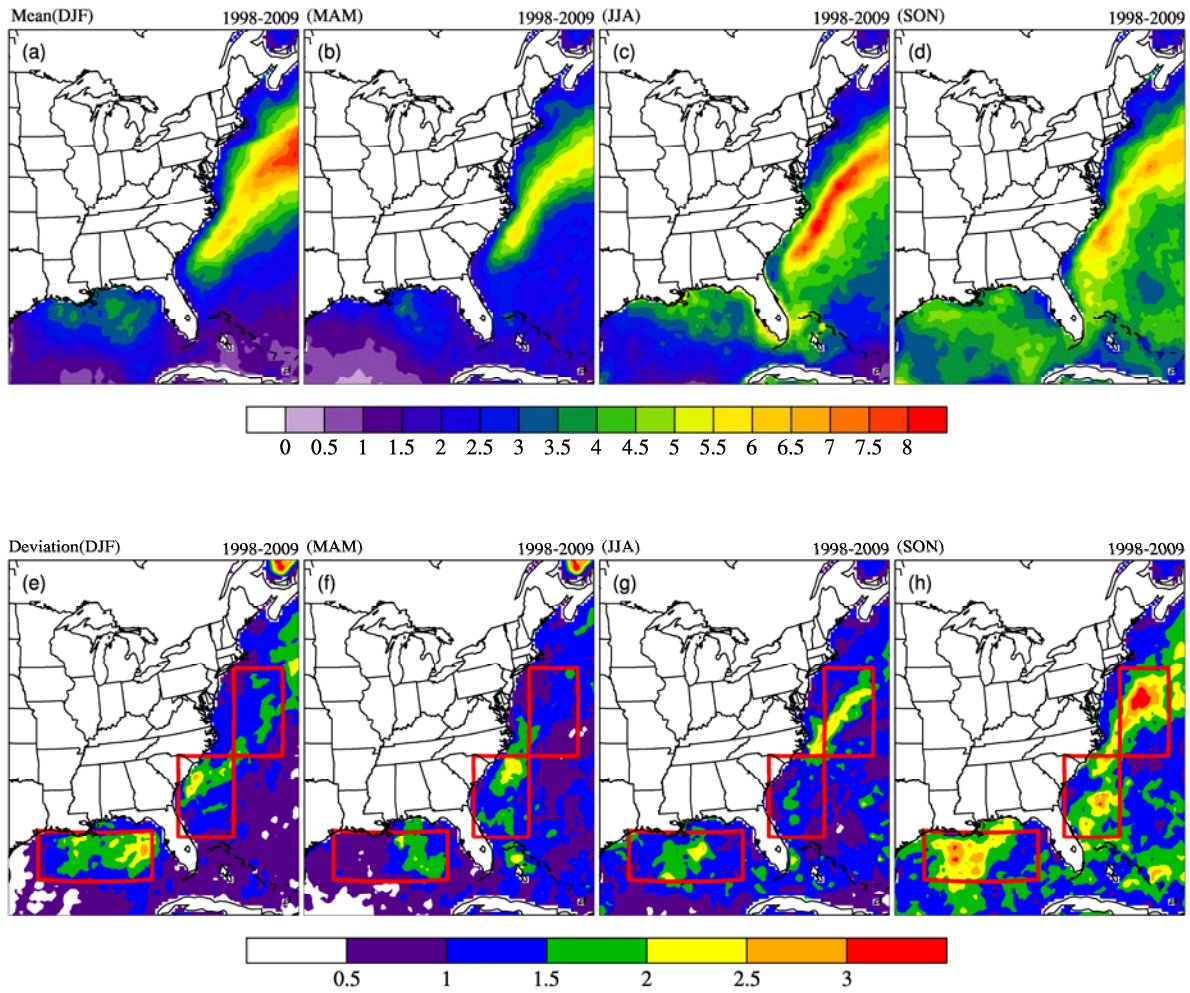 Mean(DJF) 1998-2009 (MAM) 1998-2009 (JJA) 1998-2009 (SON) 1998-2009
(a) (b) (c) (d)
0 0.5 1 1.5 2 2.5 3 3.5 4 4.5 5 5.5 6 6.5 7 7.5 8
Deviation(DJF) 1998-2009 (MAM) 1998-2009 (JJA) 1998-2009 (SON) 1998-2009
(e) (f) (g) (h)
0.5 1 1.5 2 2.5 3